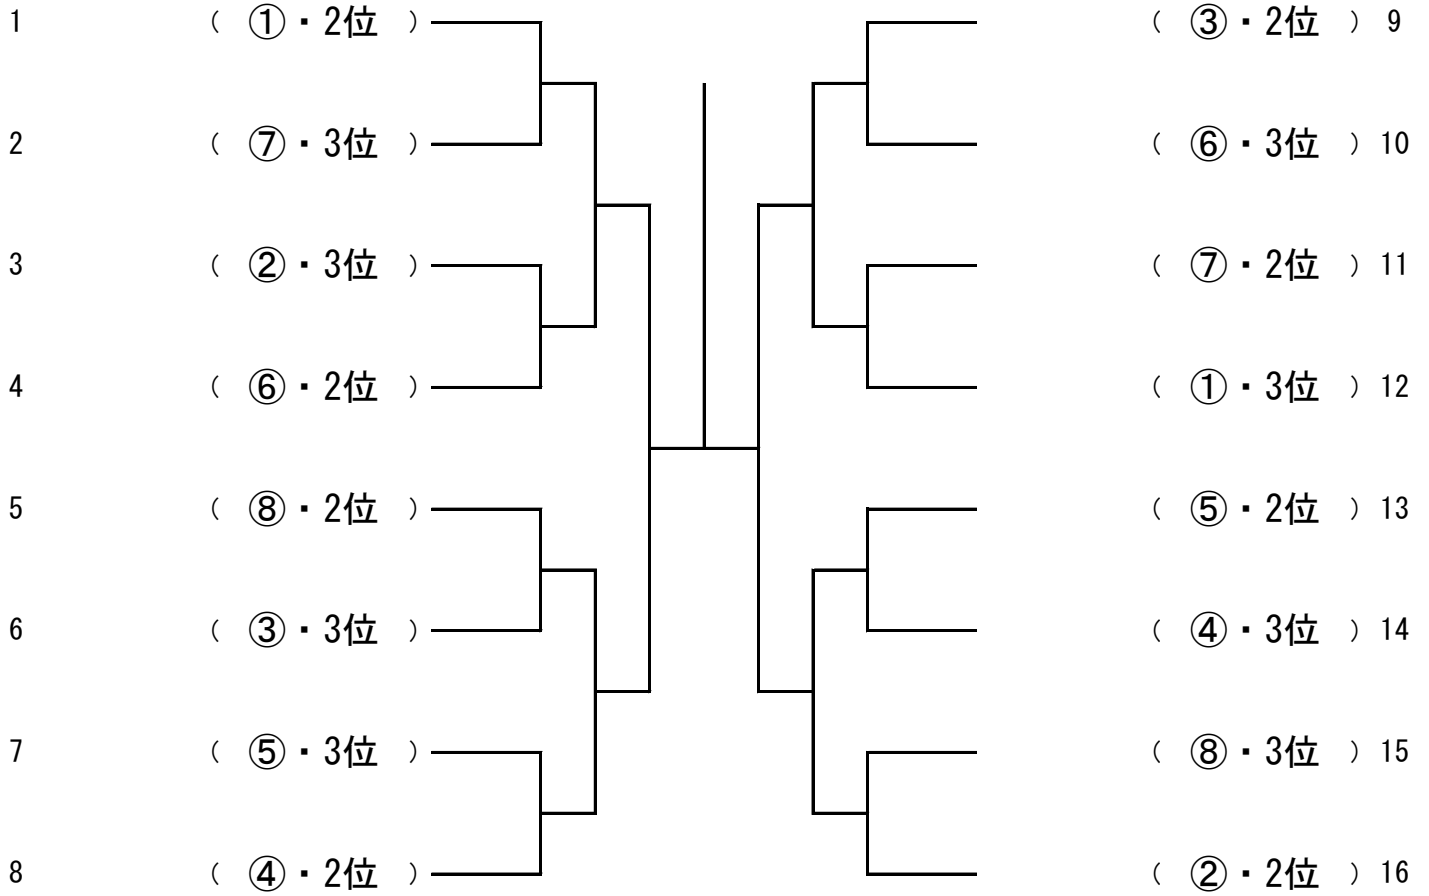 1 ( ①・2位 ) ( ③・2位 ) 9
2 ( ⑦・3位 ) ( ⑥・3位 ) 10
3 ( ②・3位 ) ( ⑦・2位 ) 11
4 ( ⑥・2位 ) ( ①・3位 ) 12
5 ( ⑧・2位 ) ( ⑤・2位 ) 13
6 ( ③・3位 ) ( ④・3位 ) 14
7 ( ⑤・3位 ) ( ⑧・3位 ) 15
8 ( ④・2位 ) ( ②・2位 ) 16